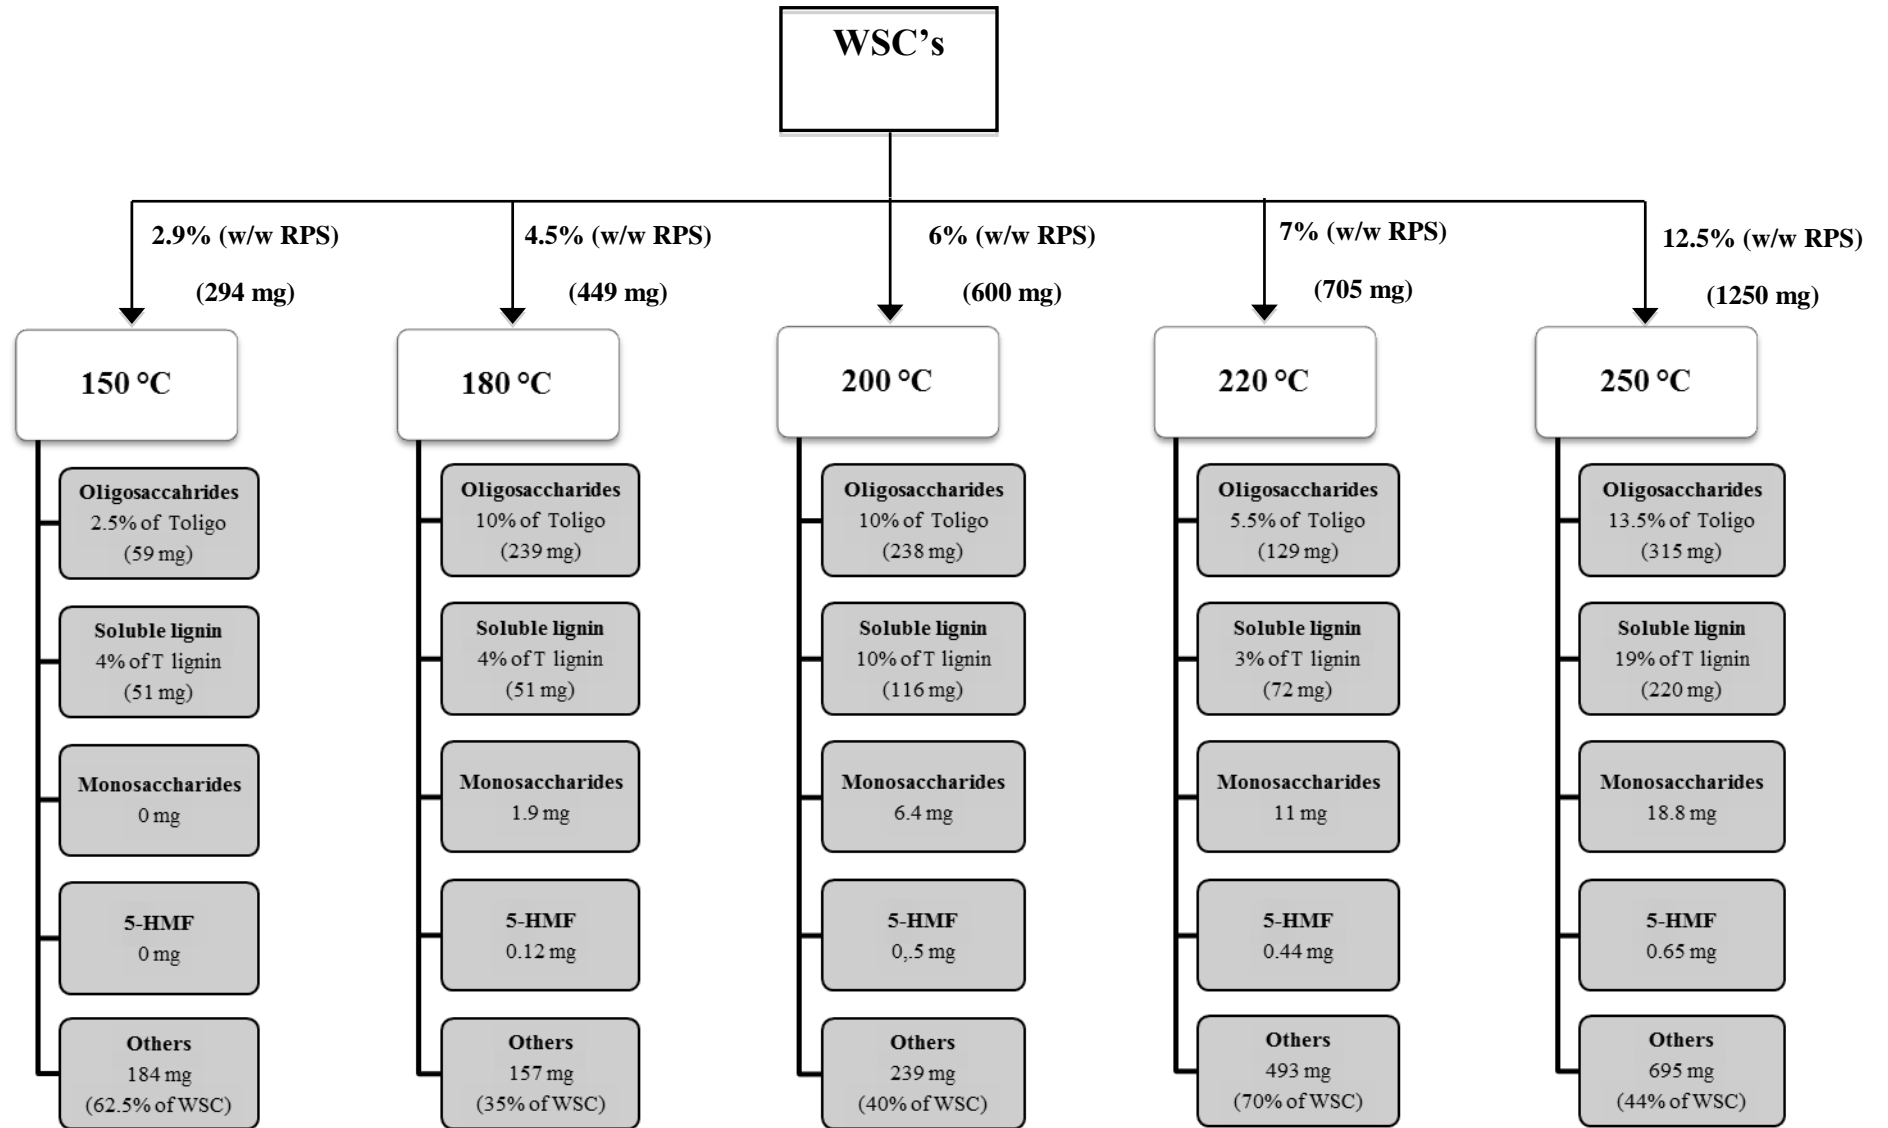 WSC's
2.9% (w/w RPS)
(294 mg)
4.5% (w/w RPS)
(449 mg)
6% (w/w RPS)
(600 mg)
7% (w/w RPS)
(705 mg)
12.5% (w/w RPS)
(1250 mg)
150 °C
Oligosaccahrides
2.5% of Toligo
(59 mg)
Soluble lignin
4% of T lignin
(51 mg)
Monosaccharides
0 mg
5-HMF
0 mg
Others
184 mg
(62.5% of WSC)
180 °C
Oligosaccharides
10% of Toligo
(239 mg)
Soluble lignin
4% of T lignin
(51 mg)
Monosaccharides
1.9 mg
5-HMF
0.12 mg
Others
157 mg
(35% of WSC)
200 °C
Oligosaccharides
10% of Toligo
(238 mg)
Soluble lignin
10% of T lignin
(116 mg)
Monosaccharides
6.4 mg
5-HMF
0,.5 mg
Others
239 mg
(40% of WSC)
220 °C
Oligosaccharides
5.5% of Toligo
(129 mg)
Soluble lignin
3% of T lignin
(72 mg)
Monosaccharides
11 mg
5-HMF
0.44 mg
Others
493 mg
(70% of WSC)
250 °C
Oligosaccharides
13.5% of Toligo
(315 mg)
Soluble lignin
19% of T lignin
(220 mg)
Monosaccharides
18.8 mg
5-HMF
0.65 mg
Others
695 mg
(44% of WSC)